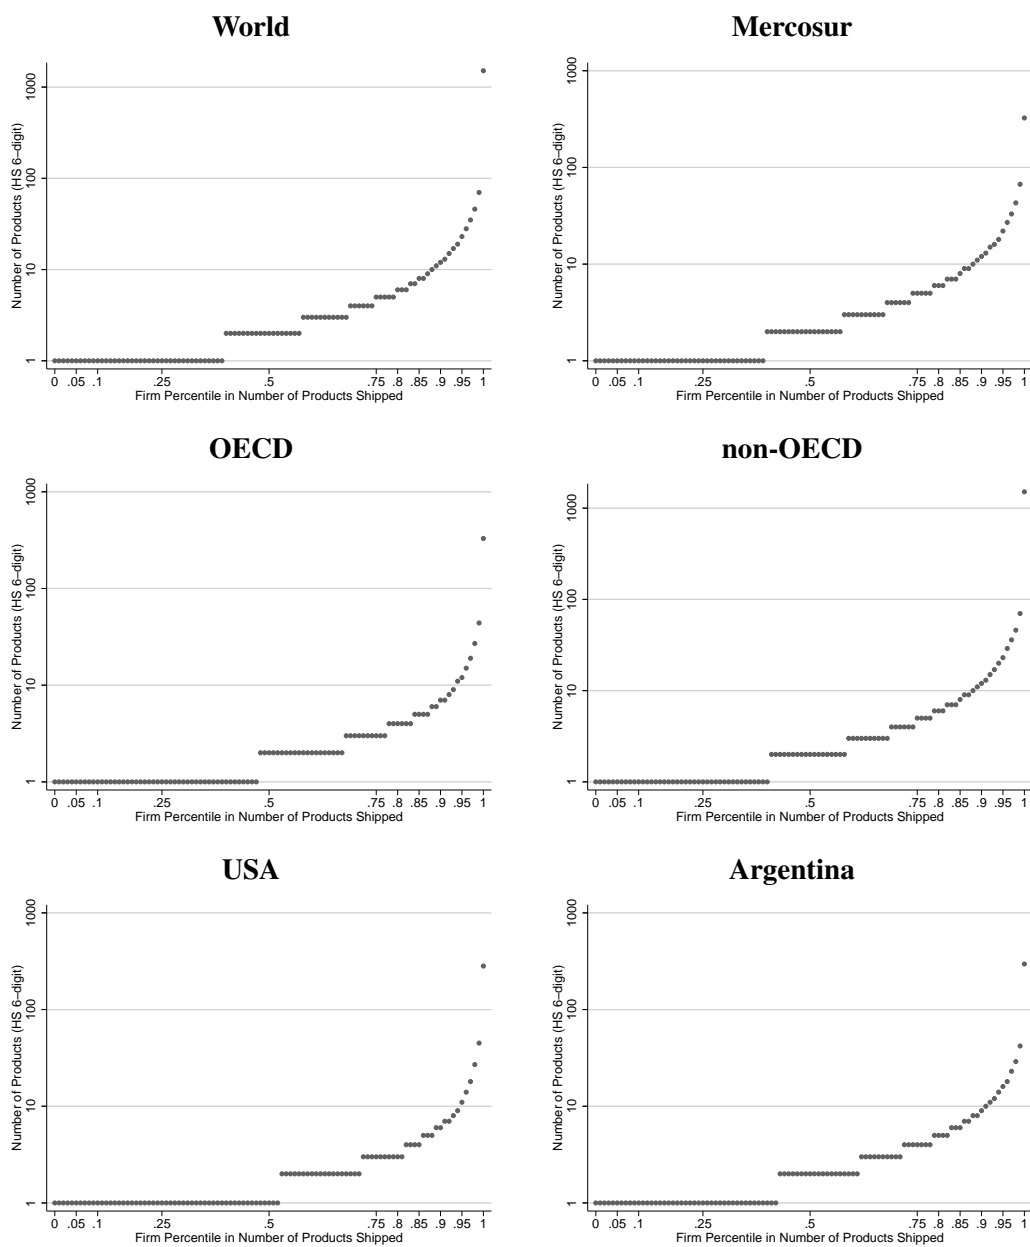 World
Mercosur
Number of Products (HS 6−digit)
1000
100
10
1
0 .05 .1 .25 .5 .75 .8 .85 .9 .95 1
Firm Percentile in Number of Products Shipped
Number of Products (HS 6−digit)
1000
100
10
1
0 .05 .1 .25 .5 .75 .8 .85 .9 .95 1
Firm Percentile in Number of Products Shipped
OECD
non-OECD
Number of Products (HS 6−digit)
1000
100
10
1
0 .05 .1 .25 .5 .75 .8 .85 .9 .95 1
Firm Percentile in Number of Products Shipped
Number of Products (HS 6−digit)
1000
100
10
1
0 .05 .1 .25 .5 .75 .8 .85 .9 .95 1
Firm Percentile in Number of Products Shipped
USA
Argentina
Number of Products (HS 6−digit)
1000
100
10
1
0 .05 .1 .25 .5 .75 .8 .85 .9 .95 1
Firm Percentile in Number of Products Shipped
Number of Products (HS 6−digit)
1000
100
10
1
0 .05 .1 .25 .5 .75 .8 .85 .9 .95 1
Firm Percentile in Number of Products Shipped